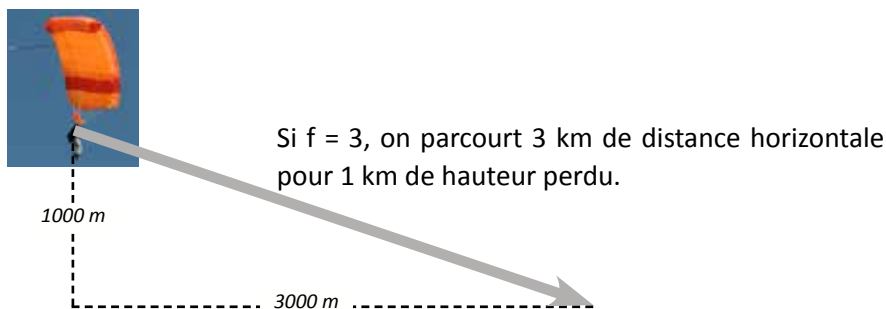 Si f = 3, on parcourt 3 km de distance horizontale
pour 1 km de hauteur perdu.
1000 m
3000 m